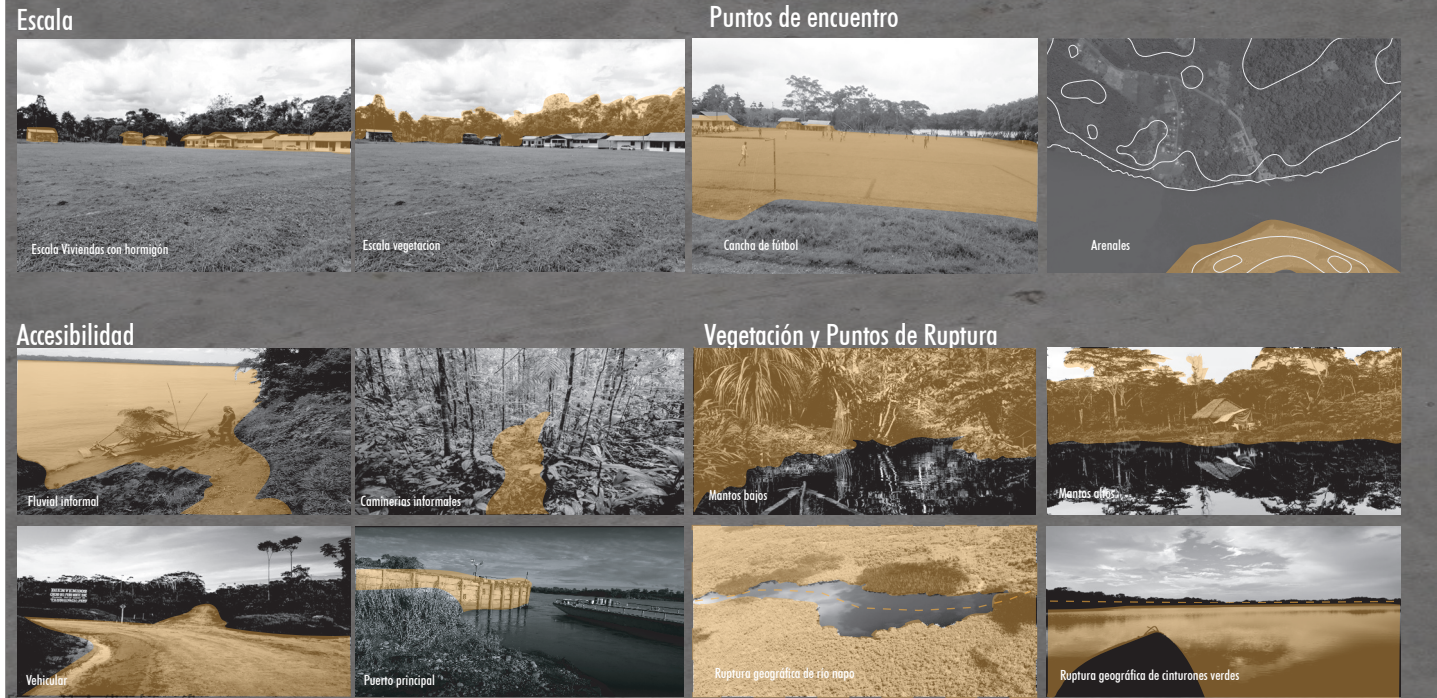 Escala
Puntos de encuentro
Escala Viviendas con hormigón
Escala vegetacion
Cancha de fútbol
Arenales
Accesibilidad
Vegetación y Puntos de Ruptura
Fluvial informal
Caminerias informales
Mantos bajos
Mantos altos
BIENVENIDOS
Vehicular
Puerto principal
Ruptura geográfica de rio napo
Ruptura geográfica de cinturones verdes